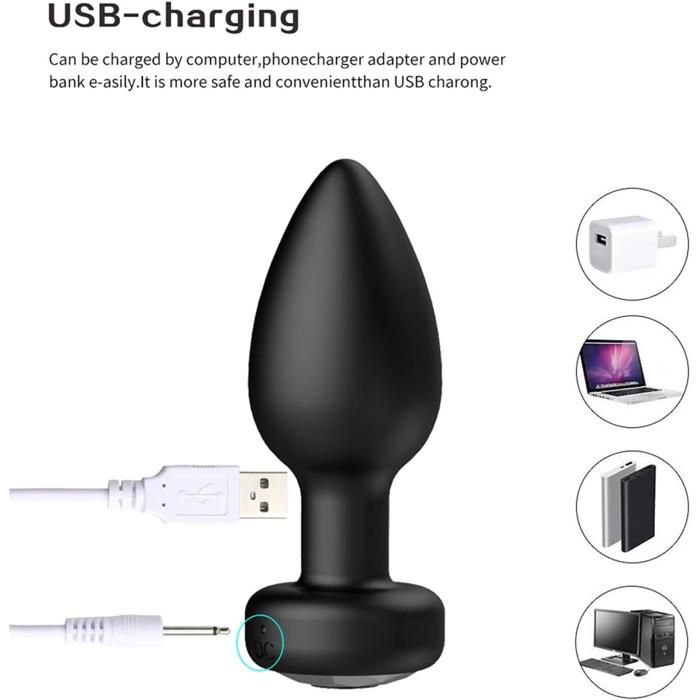 USB-charging
Can be charged by computer,phonecharger adapter and power
bank e-asily.It is more safe and convenientthan USB charong.
DC